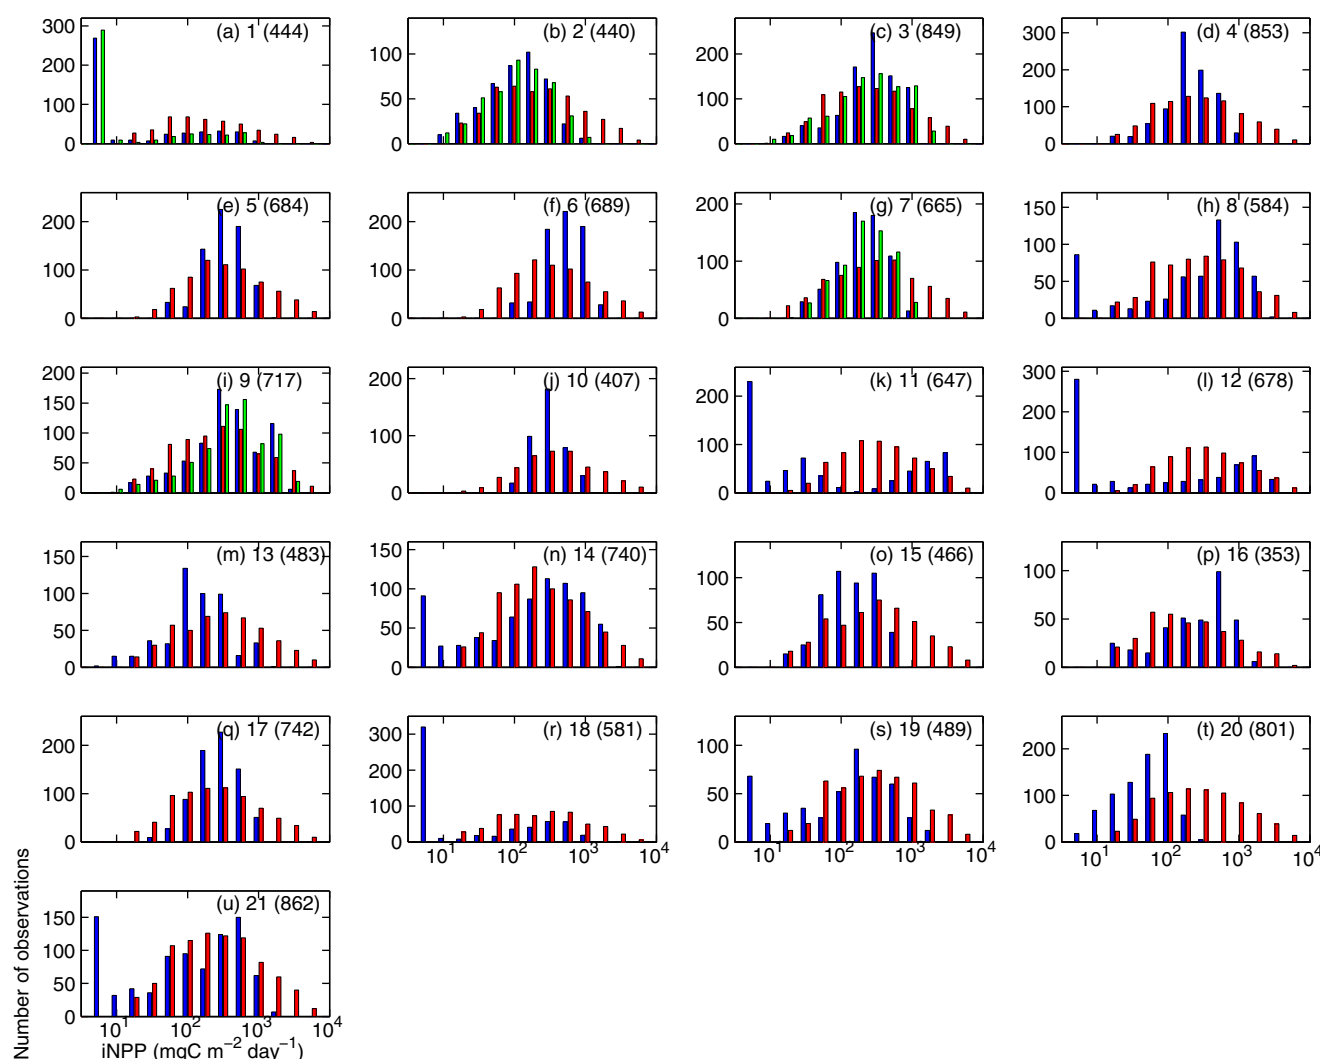 (a) 1 (444)
300
200
100
0
(b) 2 (440)
100
50
0
(c) 3 (849)
200
100
0
(d) 4 (853)
300
200
100
0
(e) 5 (684)
200
100
0
(f) 6 (689)
200
100
0
(g) 7 (665)
200
100
0
(h) 8 (584)
150
100
50
0
(i) 9 (717)
200
150
100
50
0
(j) 10 (407)
200
100
0
(k) 11 (647)
200
100
0
(l) 12 (678)
300
200
100
0
(m) 13 (483)
150
100
50
0
(n) 14 (740)
150
100
50
0
(o) 15 (466)
100
50
0
(p) 16 (353)
100
50
0
(q) 17 (742)
200
100
0
(r) 18 (581)
300
200
100
0
10¹ 10² 10³ 10⁴
(s) 19 (489)
100
50
0
10¹ 10² 10³ 10⁴
(t) 20 (801)
200
100
0
10¹ 10² 10³ 10⁴
(u) 21 (862)
150
100
50
0
10¹ 10² 10³ 10⁴
iNPP (mgC m⁻² day⁻¹)
Number of observations